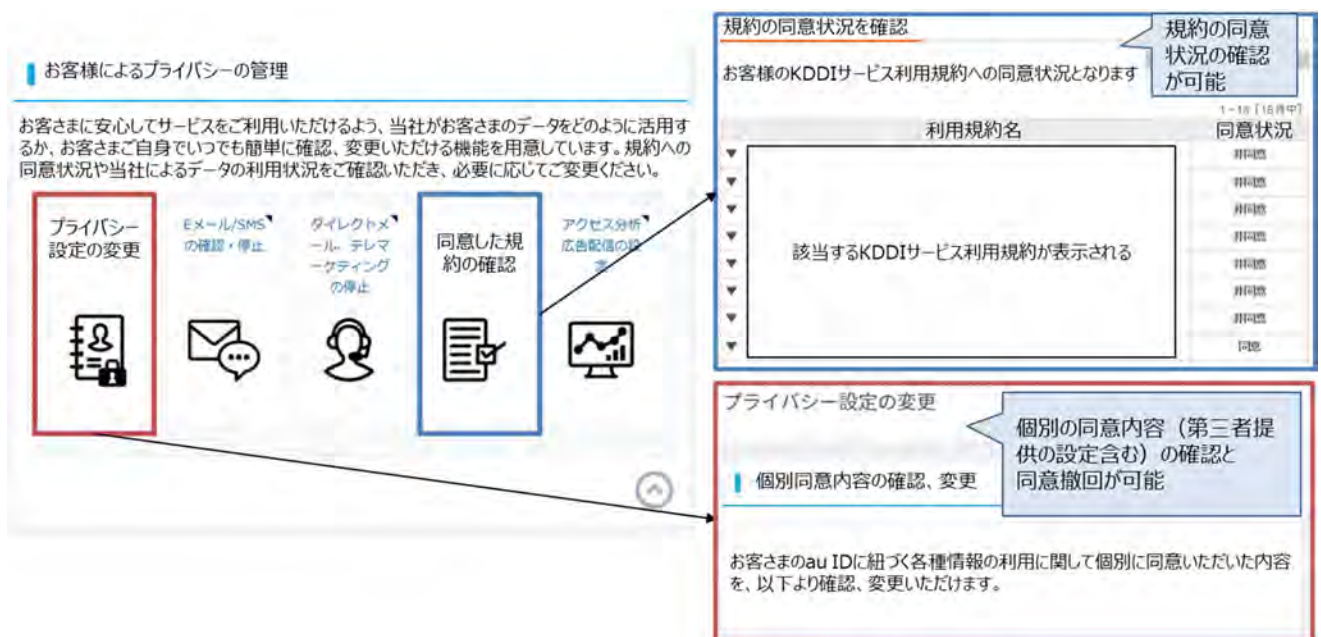 お客様によるプライバシーの管理
お客さまに安心してサービスをご利用いただけるよう、当社がお客さまのデータをどのように活用す
るか、お客さまご自身でいつでも簡単に確認、変更いただける機能を用意しています。規約への
同意状況や当社によるデータの利用状況をご確認いただき、必要に応じてご変更ください。
プライバシー
設定の変更
Eメール/SMS
の確認・停止
ダイレクトメ
ール、テレマ
ーケティング
の停止
同意した規
約の確認
アクセス分析
広告配信の設
定
規約の同意状況を確認
規約の同意
状況の確認
が可能
お客様のKDDIサービス利用規約への同意状況となります
利用規約名
同意状況
▼
非同意
▼
非同意
▼
非同意
▼
非同意
該当するKDDIサービス利用規約が表示される
▼
非同意
▼
非同意
▼
非同意
▼
同意
プライバシー設定の変更
個別の同意内容（第三者提
供の設定含む）の確認と
同意撤回が可能
個別同意内容の確認、変更
お客さまのau IDに紐づく各種情報の利用に関して個別に同意いただいた内容
を、以下より確認、変更いただけます。